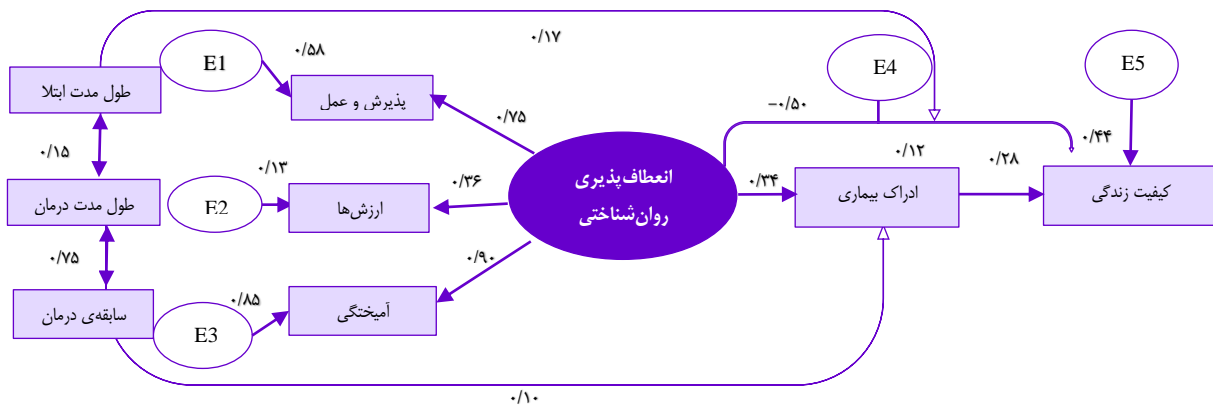 ۰/۵۸
۰/۱۷
E1
E4
E5
طول مدت ابتلا
پذیرش و عمل
۰/۷۵
−۰/۵۰
۰/۱۵
۰/۱۳
۰/۳۶
انعطاف‌پذیری
روان‌شناختی
۰/۳۴
۰/۱۲
۰/۲۸
۰/۴۴
طول مدت درمان
E2
ارزش‌ها
ادراک بیماری
کیفیت زندگی
۰/۷۵
۰/۹۰
سابقه‌ی درمان
۰/۸۵
E3
آمیختگی
۰/۱۰